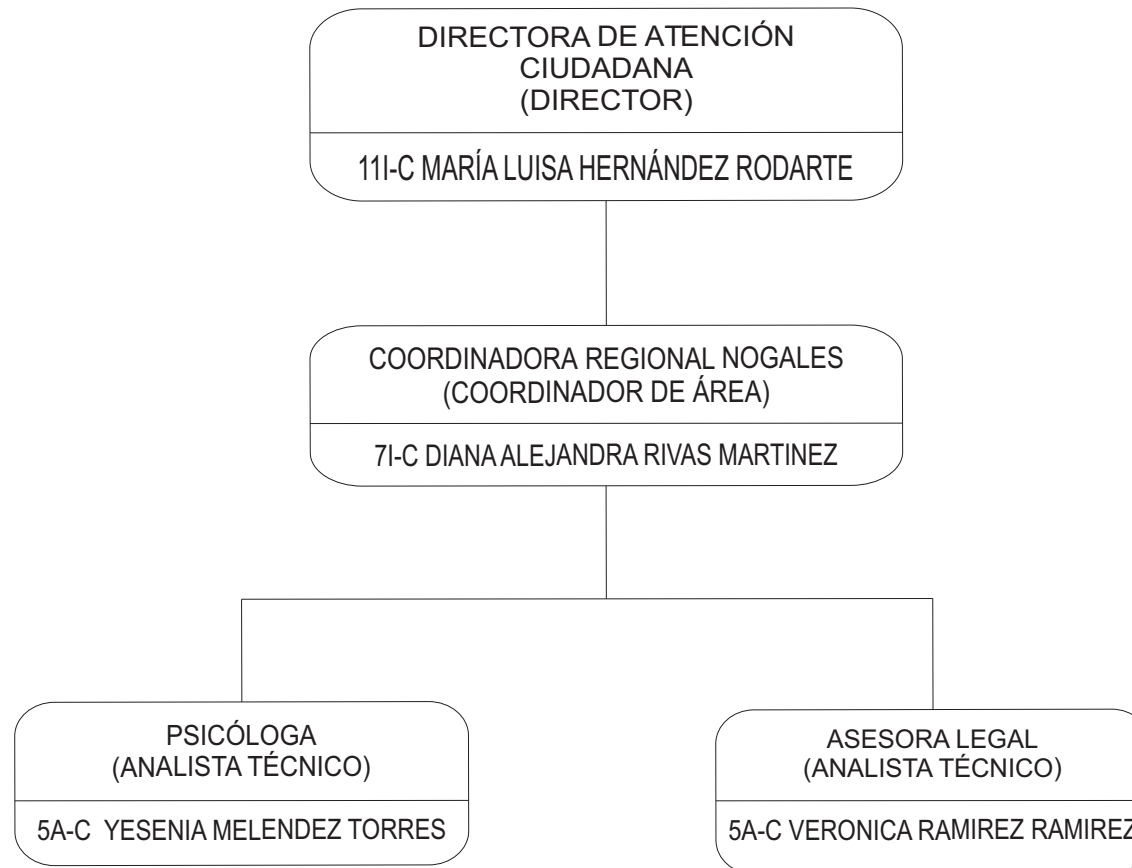 DIRECTORA DE ATENCIÓN
CIUDADANA
(DIRECTOR)
11I-C MARÍA LUISA HERNÁNDEZ RODARTE
COORDINADORA REGIONAL NOGALES
(COORDINADOR DE ÁREA)
7I-C DIANA ALEJANDRA RIVAS MARTINEZ
PSICÓLOGA
(ANALISTA TÉCNICO)
5A-C YESENIA MELENDEZ TORRES
ASESORA LEGAL
(ANALISTA TÉCNICO)
5A-C VERONICA RAMIREZ RAMIREZ